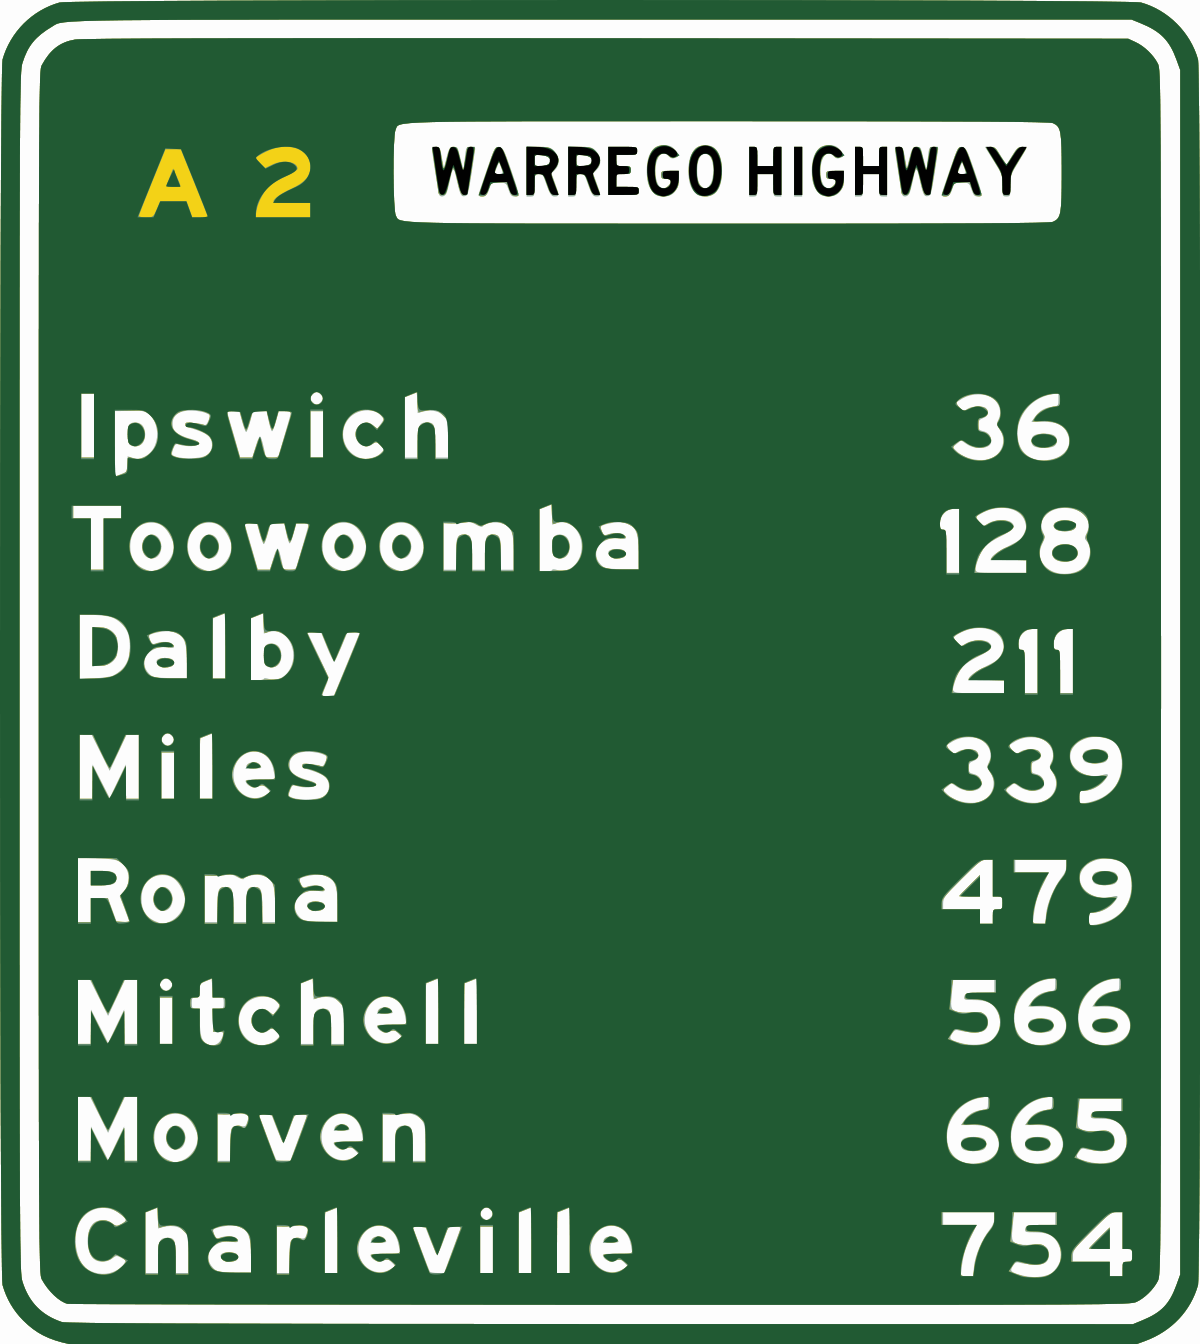 A 2 WARREGO HIGHWAY
Ipswich 36
Toowoomba 128
Dalby 211
Miles 339
Roma 479
Mitchell 566
Morven 665
Charleville 754